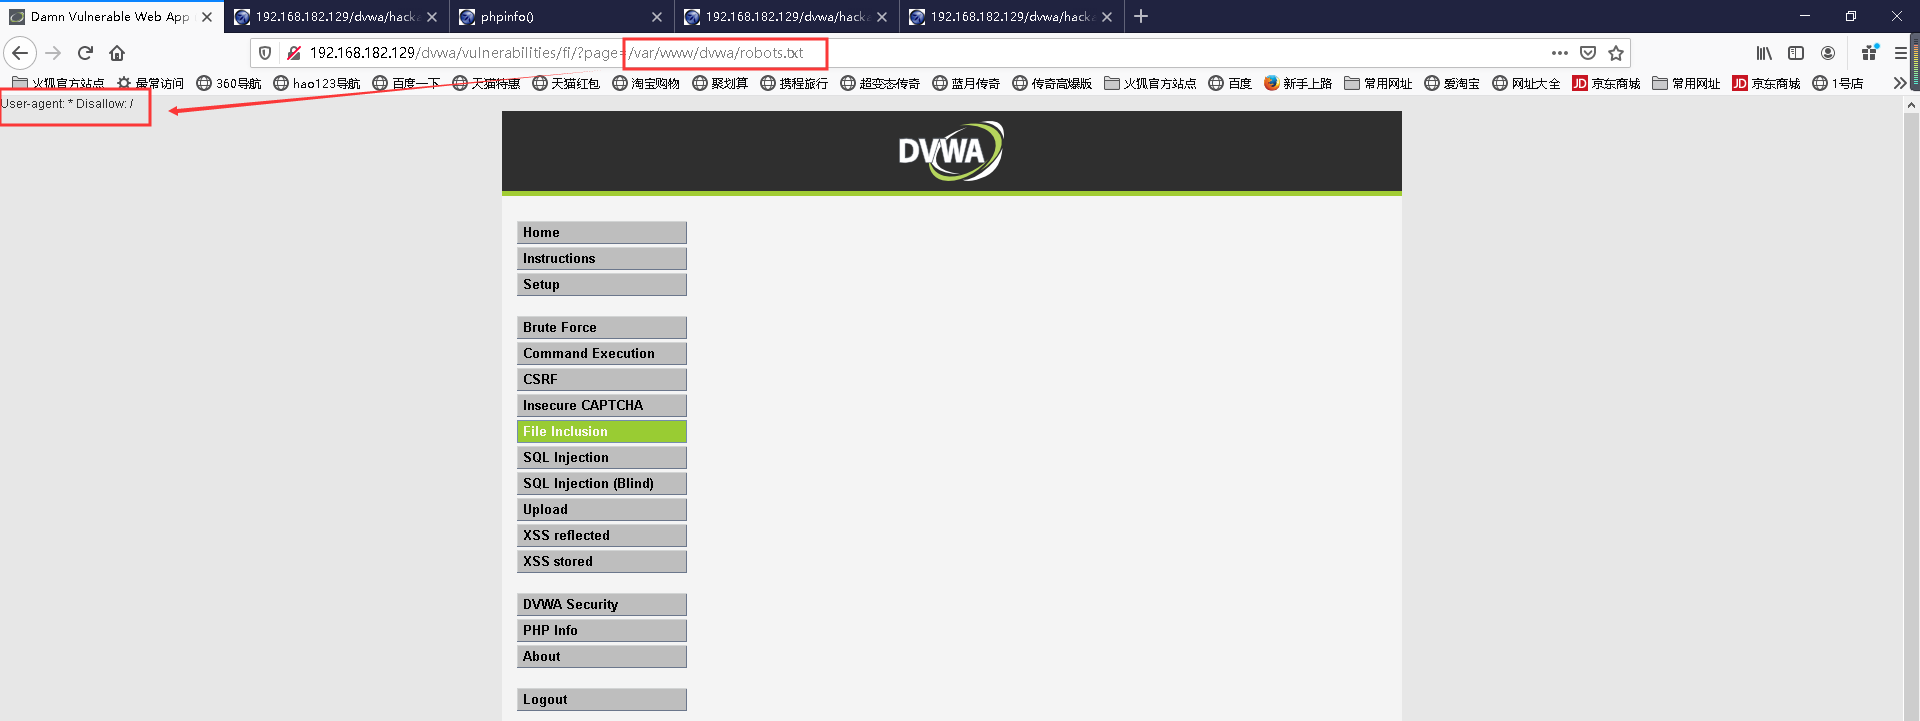 Damn Vulnerable Web App
192.168.182.129/dvwa/hacka
phpinfo()
192.168.182.129/dvwa/hacka
192.168.182.129/dvwa/hack
192.168.182.129/dvwa/vulnerabilities/fi/?page=/var/www/dvwa/robots.txt
火狐官方站点 最常访问 360导航 hao123导航 百度一下 天猫特惠 天猫红包 淘宝购物 聚划算 携程旅行 超变态传奇 蓝月传奇 传奇高爆版 火狐官方站点 百度 新手上路 常用网址 爱淘宝 网址大全 JD 京东商城 常用网址 JD 京东商城 1号店
User-agent: * Disallow: /
DVWA
Home
Instructions
Setup
Brute Force
Command Execution
CSRF
Insecure CAPTCHA
File Inclusion
SQL Injection
SQL Injection (Blind)
Upload
XSS reflected
XSS stored
DVWA Security
PHP Info
About
Logout